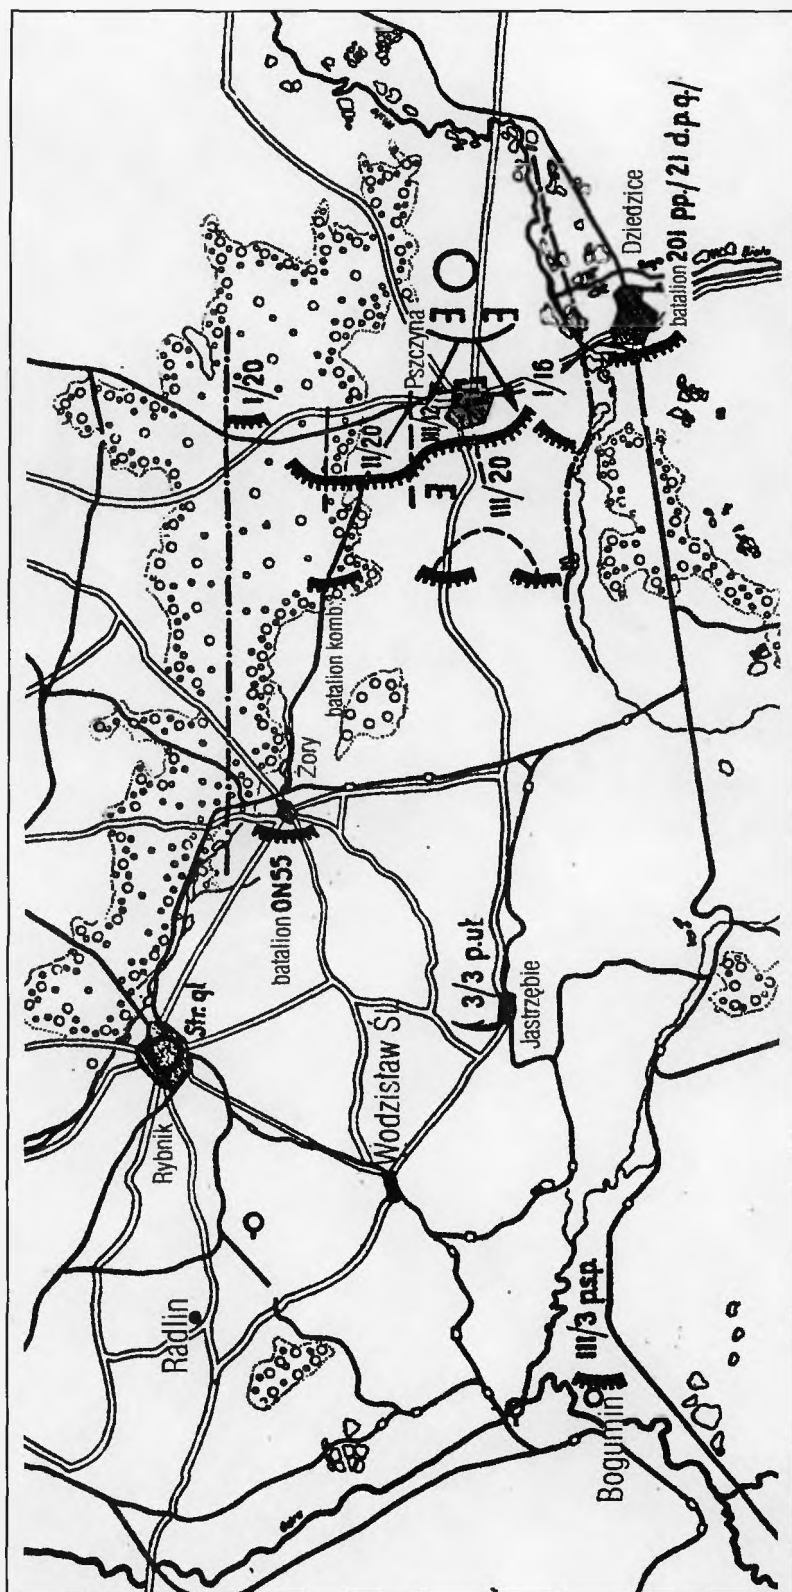 Rybnik
Radlin
Str. gł
I/20
batalion ON55
Żory
batalion komb.
II/20
Wodzisław Śl.
Pszczyna
III/12
E
E
E
3/3 p.uł
III/20
Jastrzębie
I/16
III/3 p.s.p.
Bogumin
Dziedzice
batalion 201 pp./21 d.p.g./